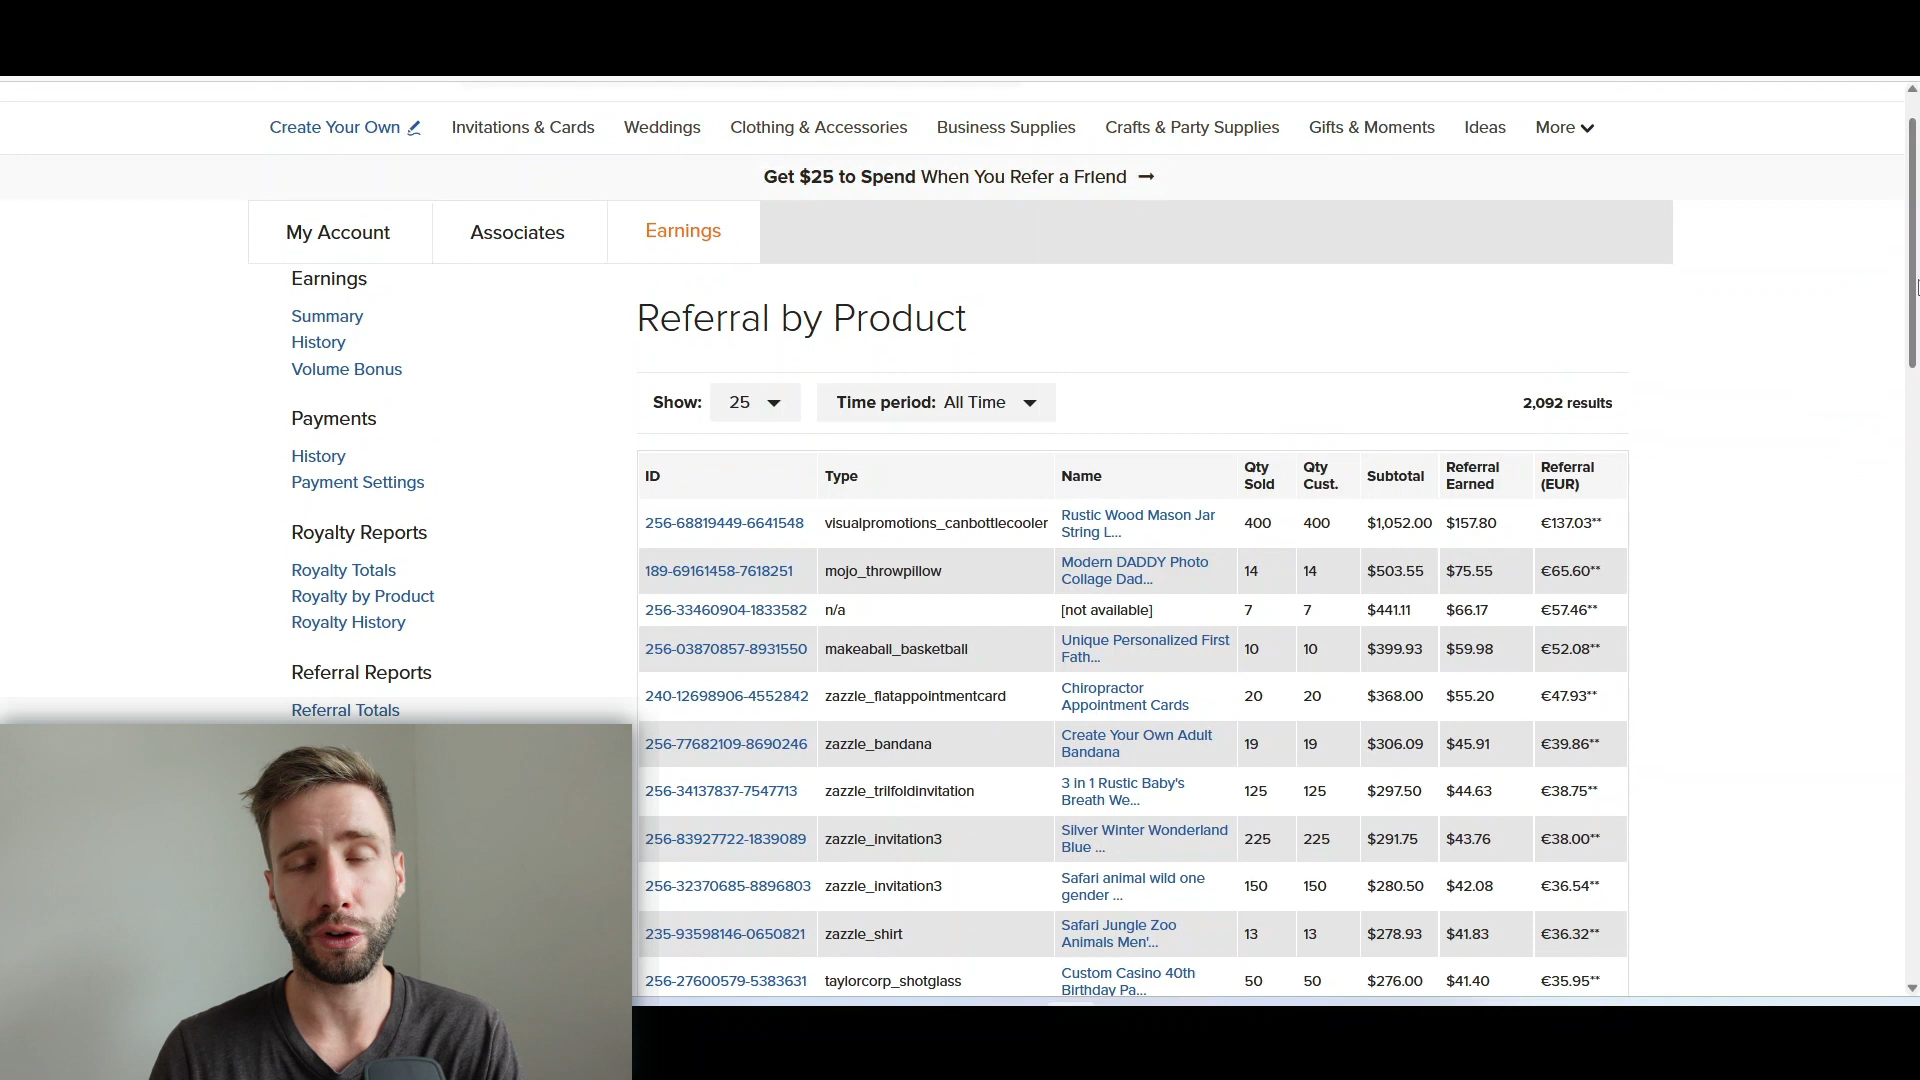 Create Your Own Invitations & Cards Weddings Clothing & Accessories Business Supplies Crafts & Party Supplies Gifts & Moments Ideas More
Get $25 to Spend When You Refer a Friend →
My Account Associates Earnings
Earnings
Summary
History
Volume Bonus
Payments
History
Payment Settings
Royalty Reports
Royalty Totals
Royalty by Product
Royalty History
Referral Reports
Referral Totals
Referral by Product
Show: 25 Time period: All Time 2,092 results
ID Type Name Qty Sold Qty Cust. Subtotal Referral Earned Referral (EUR)
256-68819449-6641548 visualpromotions_canbottlecooler Rustic Wood Mason Jar String L... 400 400 $1,052.00 $157.80 €137.03**
189-69161458-7618251 mojo_throwpillow Modern DADDY Photo Collage Dad... 14 14 $503.55 $75.55 €65.60**
256-33460904-1833582 n/a [not available] 7 7 $441.11 $66.17 €57.46**
256-03870857-8931550 makeaball_basketball Unique Personalized First Fath... 10 10 $399.93 $59.98 €52.08**
240-12698906-4552842 zazzle_flatappointmentcard Chiropractor Appointment Cards 20 20 $368.00 $55.20 €47.93**
256-77682109-8690246 zazzle_bandana Create Your Own Adult Bandana 19 19 $306.09 $45.91 €39.86**
256-34137837-7547713 zazzle_trilfoldinvitation 3 in 1 Rustic Baby's Breath We... 125 125 $297.50 $44.63 €38.75**
256-83927722-1839089 zazzle_invitation3 Silver Winter Wonderland Blue ... 225 225 $291.75 $43.76 €38.00**
256-32370685-8896803 zazzle_invitation3 Safari animal wild one gender ... 150 150 $280.50 $42.08 €36.54**
235-93598146-0650821 zazzle_shirt Safari Jungle Zoo Animals Men'... 13 13 $278.93 $41.83 €36.32**
256-27600579-5383631 taylorcorp_shotglass Custom Casino 40th Birthday Pa... 50 50 $276.00 $41.40 €35.95**